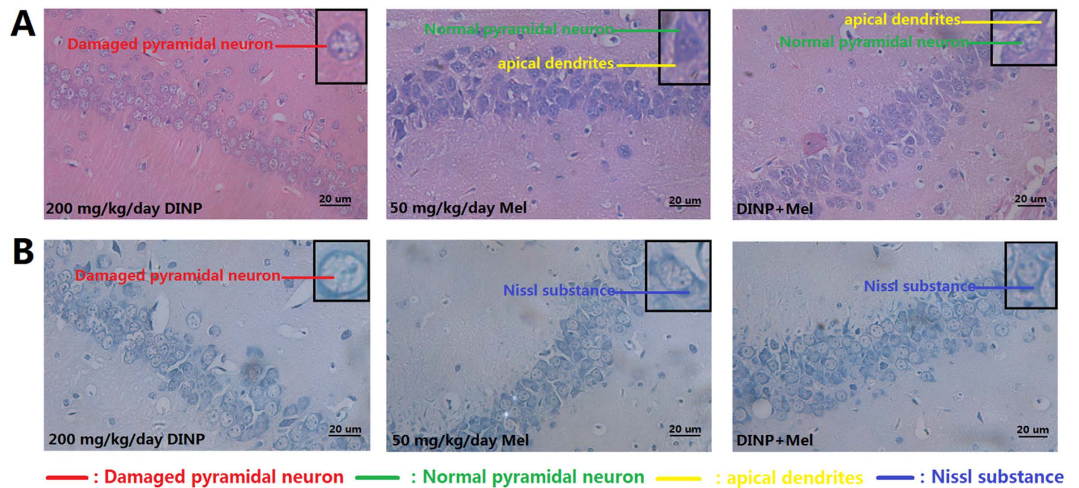 A
Damaged pyramidal neuron
200 mg/kg/day DINP
20 um
Normal pyramidal neuron
apical dendrites
50 mg/kg/day Mel
20 um
apical dendrites
Normal pyramidal neuron
DINP+Mel
20 um
B
Damaged pyramidal neuron
200 mg/kg/day DINP
20 um
Nissl substance
50 mg/kg/day Mel
20 um
Nissl substance
DINP+Mel
20 um
: Damaged pyramidal neuron : Normal pyramidal neuron : apical dendrites : Nissl substance